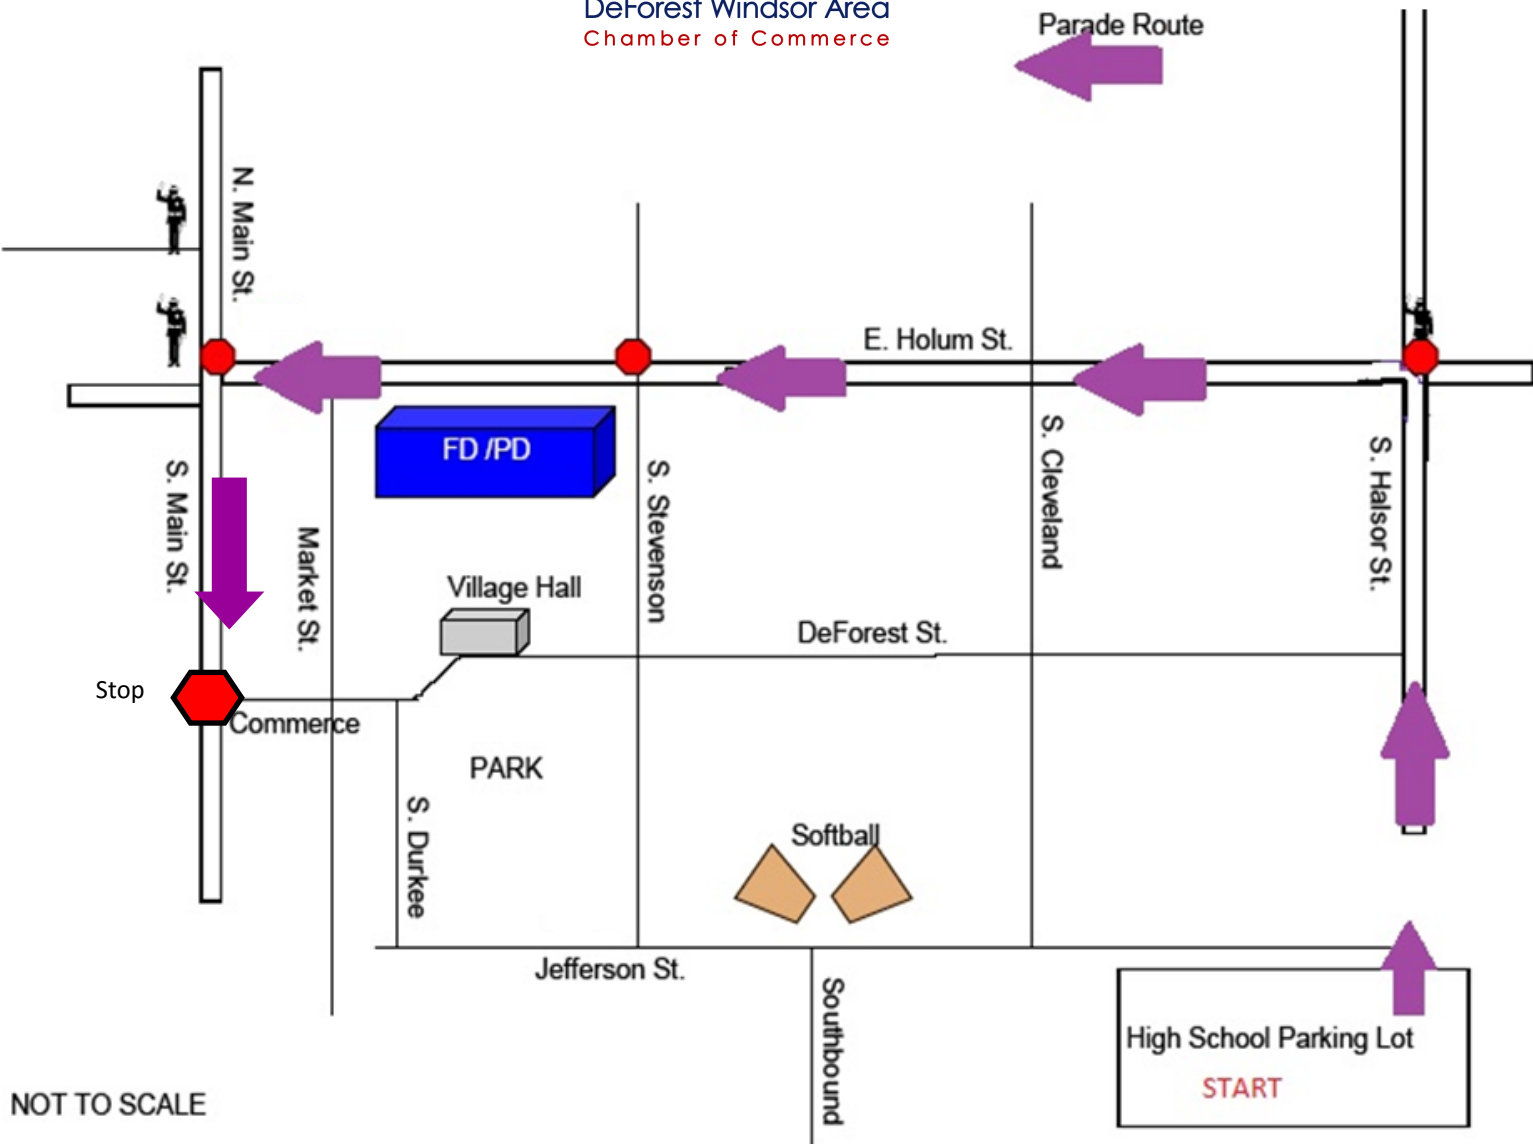 DeForest Windsor Area
Chamber of Commerce
Parade Route
N. Main St.
E. Holum St.
FD /PD
S. Main St.
Market St.
S. Stevenson
S. Cleveland
S. Halsor St.
Village Hall
DeForest St.
Stop
Commerce
PARK
S. Durkee
Softball
Jefferson St.
Southbound
High School Parking Lot
START
NOT TO SCALE